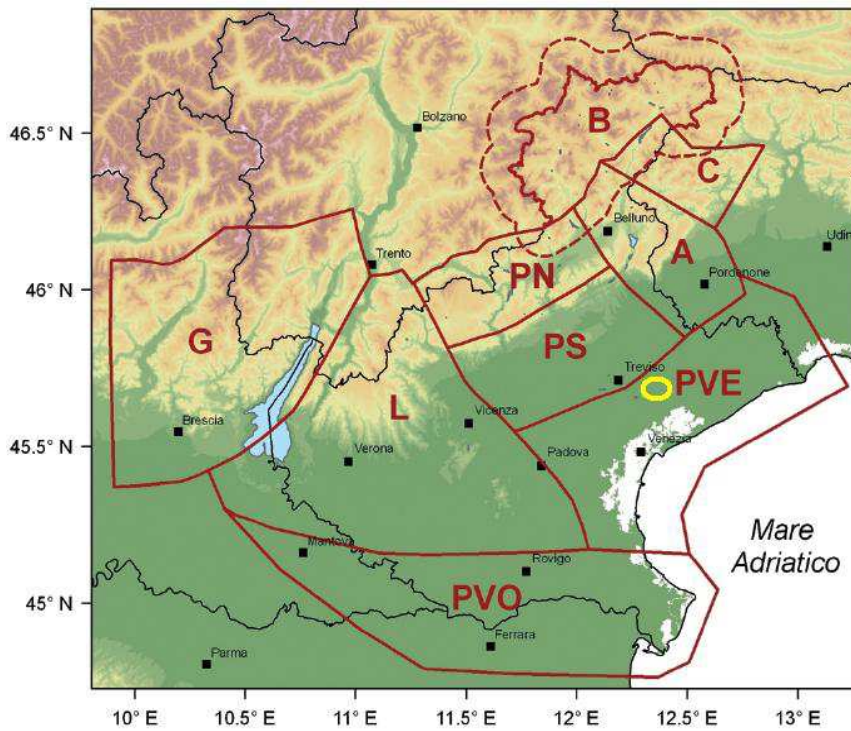 46.5° N
46° N
45.5° N
45° N
Bolzano
B
C
Trento
Belluno
Udin
PN
A
Pordenone
G
PS
Treviso
PVE
Brescia
L
Vicenza
Verona
Padova
Venezia
Mare
Adriatico
Mantova
Rovigo
PVO
Ferrara
Parma
10° E
10.5° E
11° E
11.5° E
12° E
12.5° E
13° E